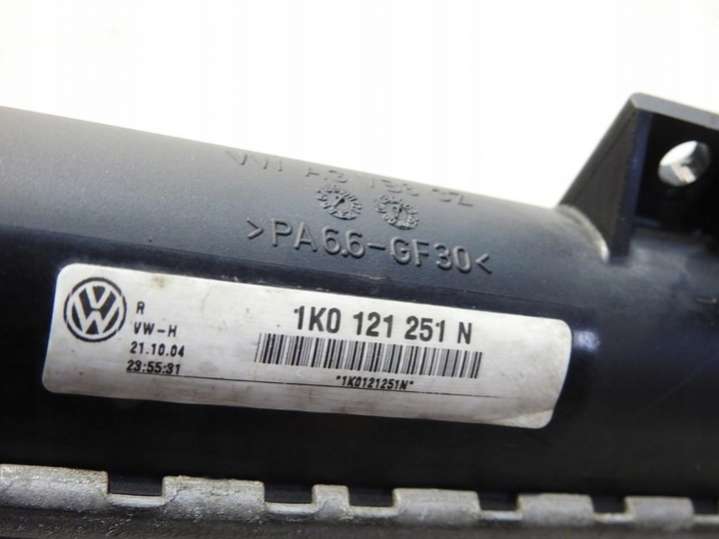 >PA6.6-GF30<
R
VW-H
21.10.04
23:55:31
1K0 121 251 N
*1K0121251N*